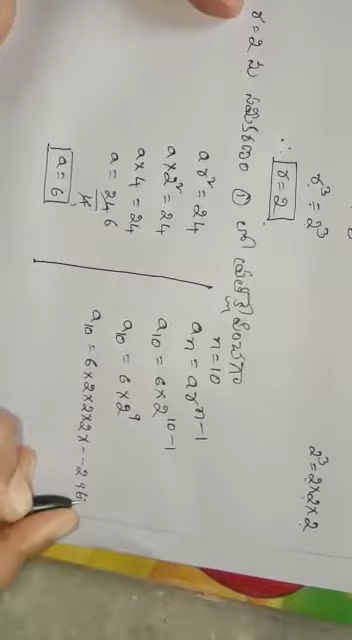 r³ = 2³
2³ = 2×2×2
∴ r = 2
r = 2 ని సమీకరణం ① లో ప్రతిక్షేపించగా
ar² = 24
a×2² = 24
a×4 = 24
a = 24 6
4
a = 6
n = 10
aₙ = arⁿ⁻¹
a₁₀ = 6×2¹⁰⁻¹
a₁₀ = 6×2⁹
a₁₀ = 6×2×2×2×--2 9